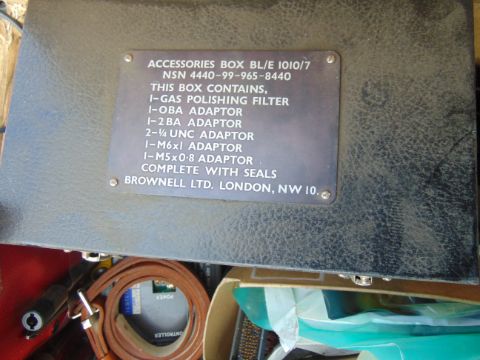 ACCESSORIES BOX BL/E 1010/7
NSN 4440-99-965-8440
THIS BOX CONTAINS,
1-GAS POLISHING FILTER
1-OBA ADAPTOR
1-2BA ADAPTOR
2-¼ UNC ADAPTOR
1-M6x1 ADAPTOR
1-M5x0·8 ADAPTOR
COMPLETE WITH SEALS
BROWNELL LTD. LONDON, NW 10.
POWER
CONTROLLER